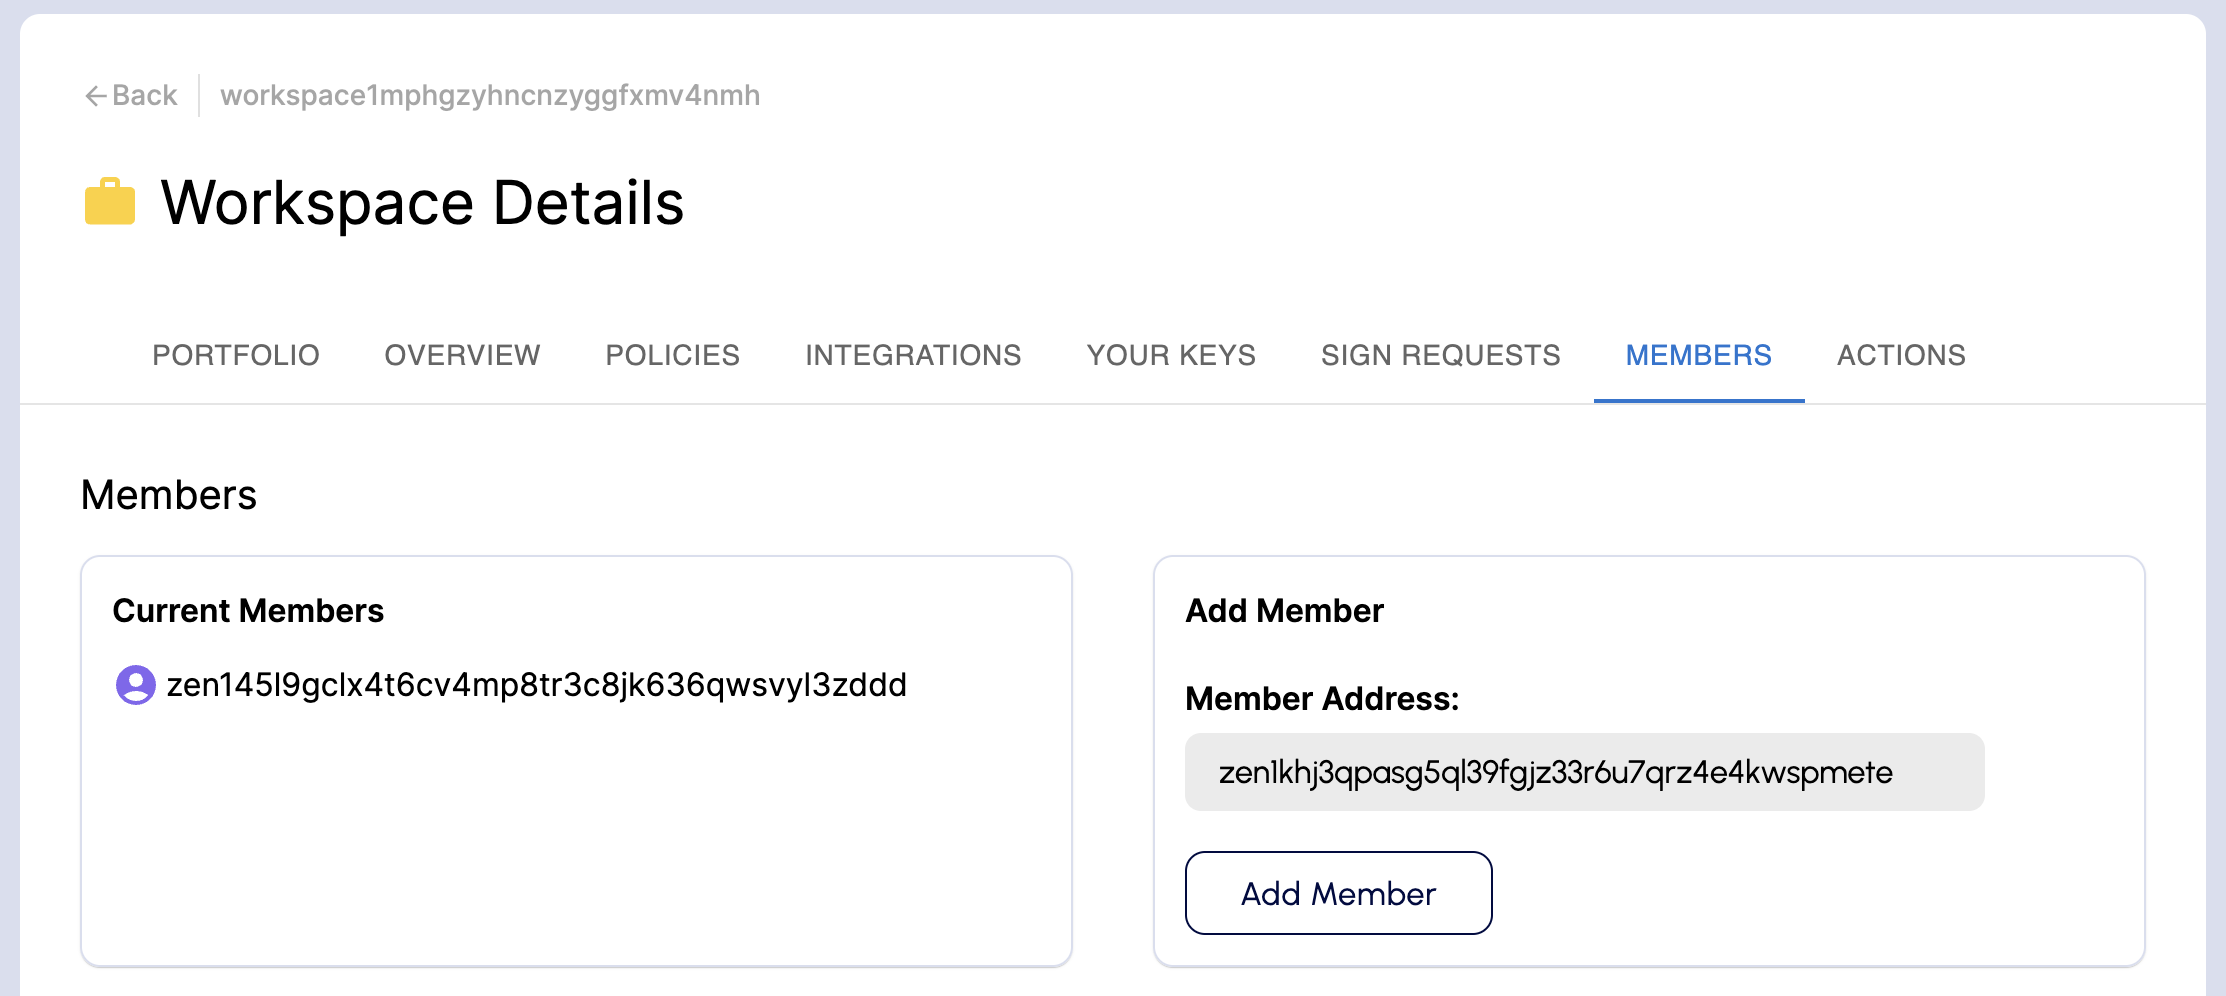 Back
workspace1mphgzyhncnzyggfxmv4nmh
Workspace Details
PORTFOLIO OVERVIEW POLICIES INTEGRATIONS YOUR KEYS SIGN REQUESTS MEMBERS ACTIONS
Members
Current Members
zen145l9gclx4t6cv4mp8tr3c8jk636qwsvyl3zddd
Add Member
Member Address:
zen1khj3qpasg5ql39fgjz33r6u7qrz4e4kwspmete
Add Member